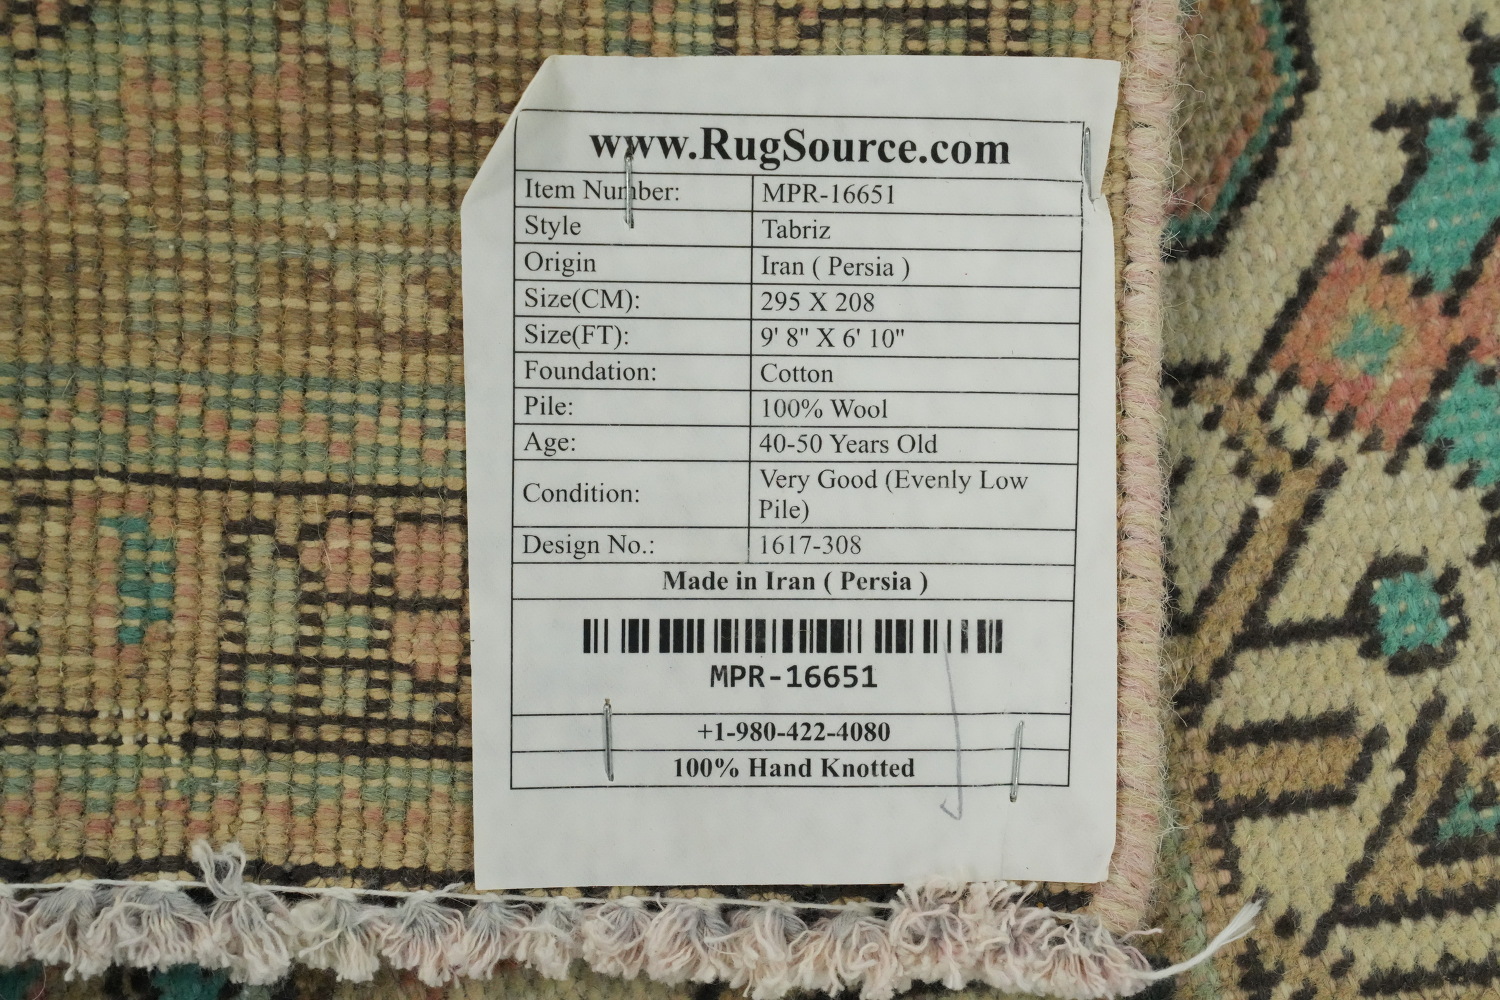 www.RugSource.com
Item Number: MPR-16651
Style Tabriz
Origin Iran ( Persia )
Size(CM): 295 X 208
Size(FT): 9' 8" X 6' 10"
Foundation: Cotton
Pile: 100% Wool
Age: 40-50 Years Old
Condition: Very Good (Evenly Low
Pile)
Design No.: 1617-308
Made in Iran ( Persia )
MPR-16651
+1-980-422-4080
100% Hand Knotted